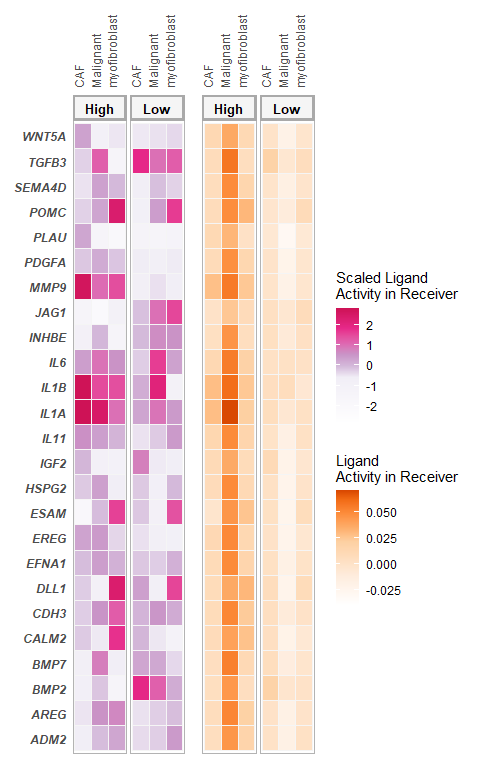 CAF
Malignant
myofibroblast
CAF
Malignant
myofibroblast
CAF
Malignant
myofibroblast
CAF
Malignant
myofibroblast
High
Low
High
Low
WNT5A
TGFB3
SEMA4D
POMC
PLAU
PDGFA
MMP9
JAG1
INHBE
IL6
IL1B
IL1A
IL11
IGF2
HSPG2
ESAM
EREG
EFNA1
DLL1
CDH3
CALM2
BMP7
BMP2
AREG
ADM2
Scaled Ligand
Activity in Receiver
2
1
0
-1
-2
Ligand
Activity in Receiver
0.050
0.025
0.000
-0.025